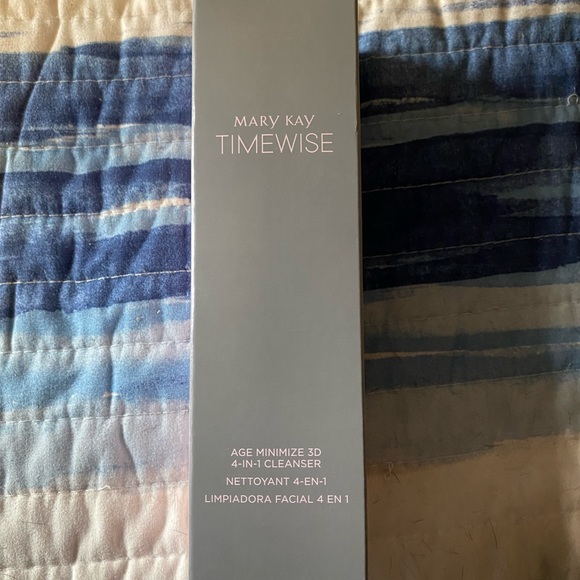 MARY KAY
TIMEWISE
AGE MINIMIZE 3D
4-IN-1 CLEANSER
NETTOYANT 4-EN-1
LIMPIADORA FACIAL 4 EN 1